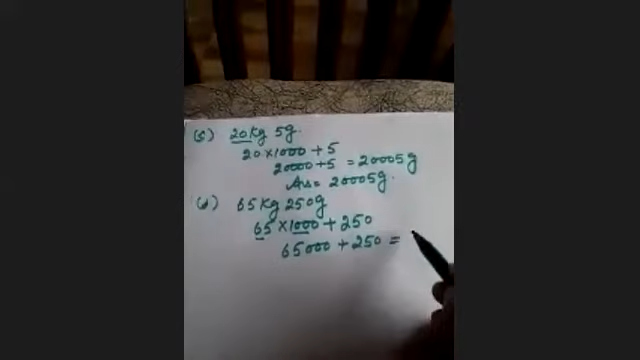 (c) 20kg 5g.
20×1000+5
20000+5 = 20005g
Ans= 20005g.
(d) 65kg 250g
65×1000+250
65000+250=